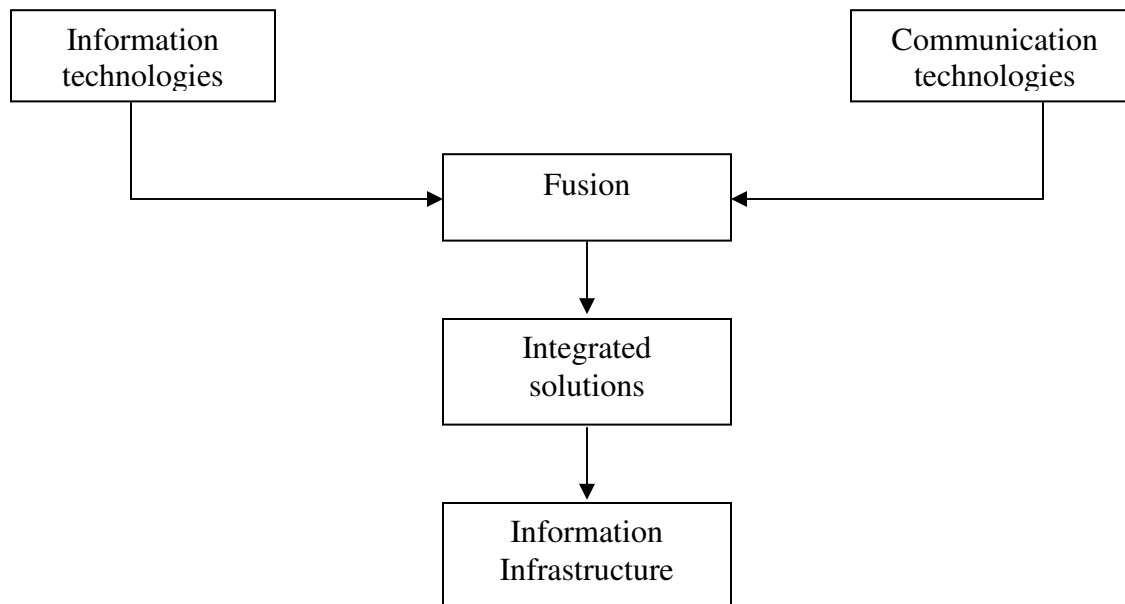 Information
technologies
Communication
technologies
Fusion
Integrated
solutions
Information
Infrastructure